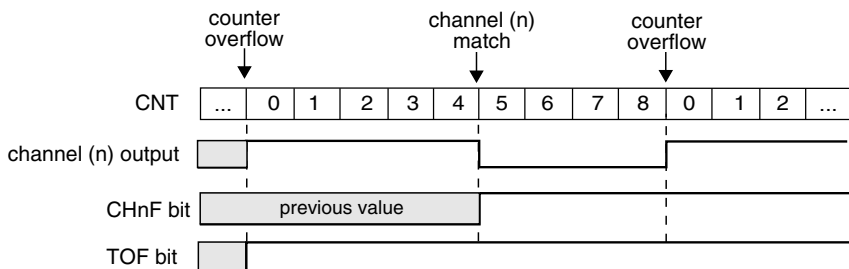 counter
overflow
channel (n)
match
counter
overflow
CNT ... 0 1 2 3 4 5 6 7 8 0 1 2 ...
channel (n) output
CHnF bit previous value
TOF bit